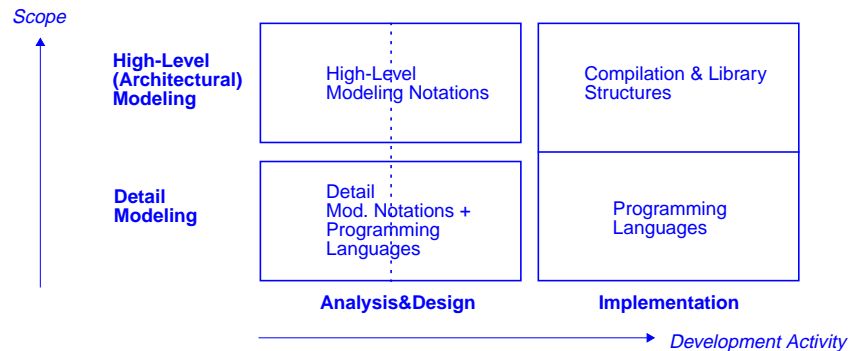 Scope
High-Level
(Architectural)
Modeling
High-Level
Modeling Notations
Compilation & Library
Structures
Detail
Modeling
Detail
Mod. Notations +
Programming
Languages
Programming
Languages
Analysis&Design
Implementation
Development Activity